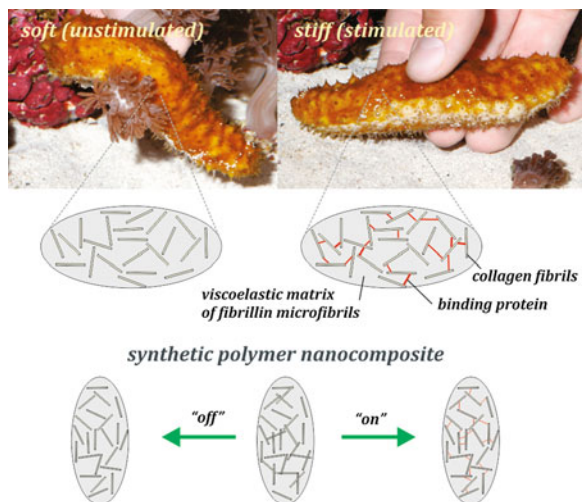 soft (unstimulated)
stiff (stimulated)
collagen fibrils
viscoelastic matrix
of fibrillin microfibrils
binding protein
synthetic polymer nanocomposite
"off"
"on"